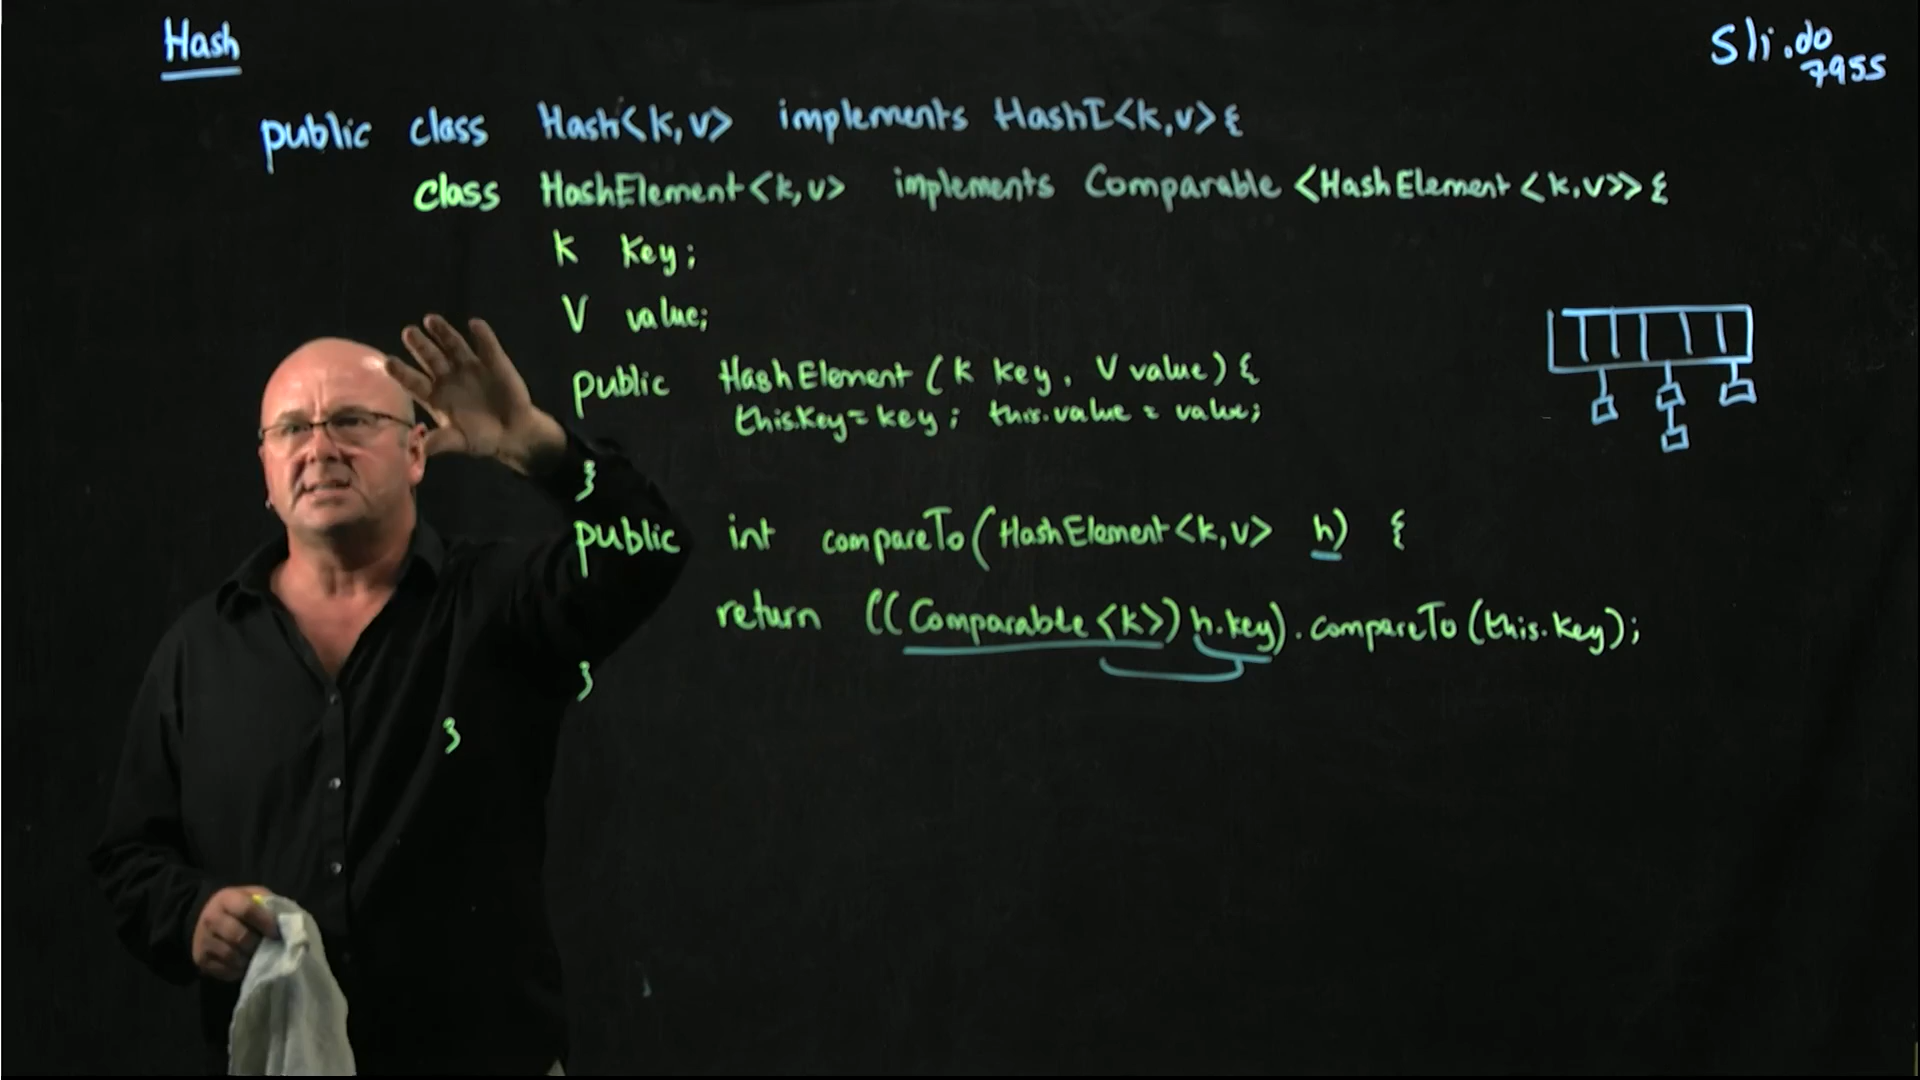 Hash
Sli.do
7955
public class Hash<k,v> implements HashI<k,v>{
class HashElement<k,v> implements Comparable <HashElement<k,v>>{
k key;
V value;
public HashElement (k key, V value) {
this.key=key; this.value = value;
}
public int compareTo(HashElement<k,v> h) {
return ((Comparable <k>) h.key).compareTo(this.key);
}
}